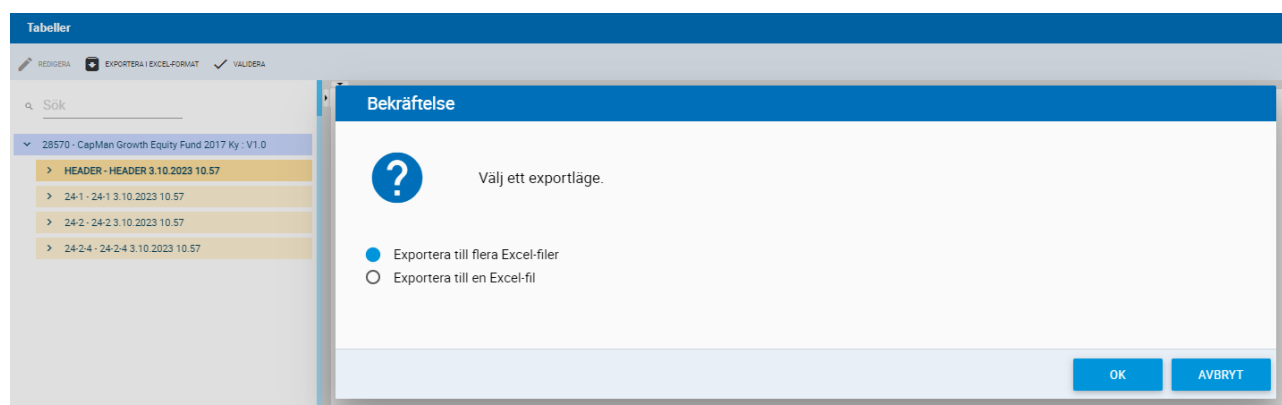 Tabeller
REDIGERA EXPORTERA I EXCEL-FORMAT VALIDERA
Sök
28570 - CapMan Growth Equity Fund 2017 Ky : V1.0
HEADER - HEADER 3.10.2023 10.57
24-1 - 24-1 3.10.2023 10.57
24-2 - 24-2 3.10.2023 10.57
24-2-4 - 24-2-4 3.10.2023 10.57
Bekräftelse
?
Välj ett exportläge.
Exportera till flera Excel-filer
Exportera till en Excel-fil
OK AVBRYT